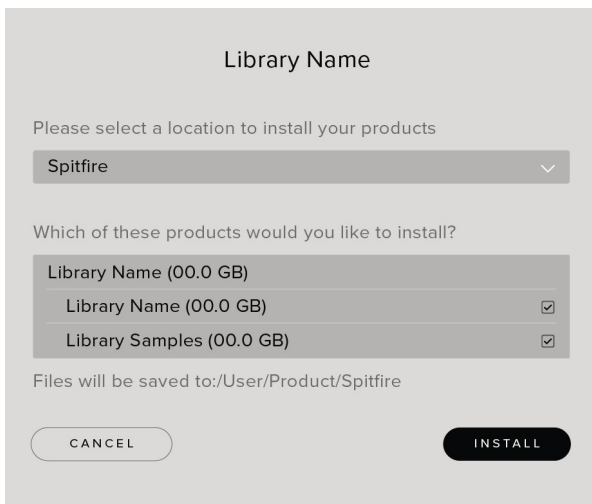 Library Name
Please select a location to install your products
Spitfire
Which of these products would you like to install?
Library Name (00.0 GB)
Library Name (00.0 GB)
Library Samples (00.0 GB)
Files will be saved to:/User/Product/Spitfire
CANCEL
INSTALL